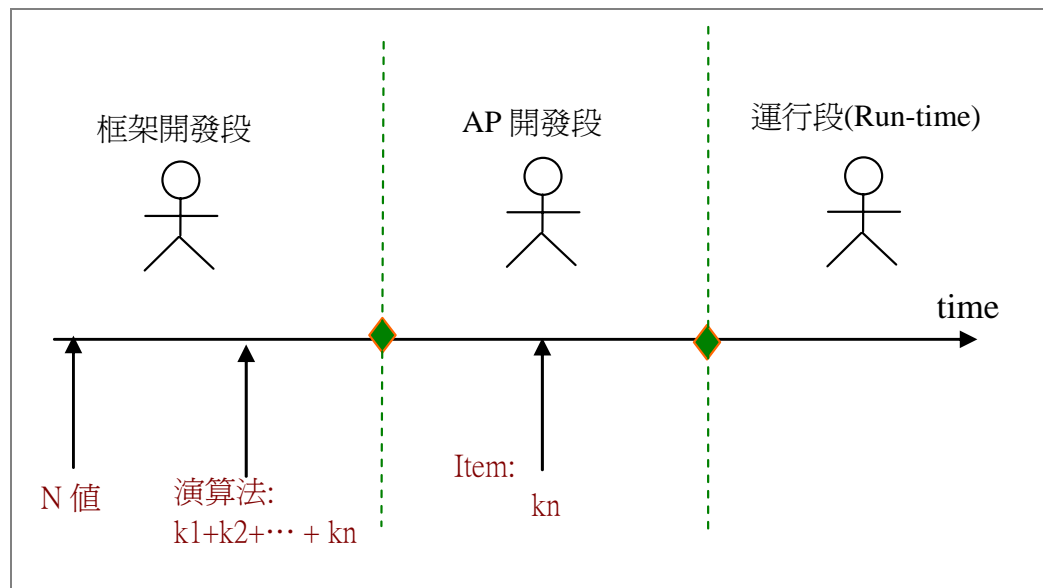 框架開發段
AP 開發段
運行段(Run-time)
time
N 值
演算法:
k1+k2+⋯ + kn
Item:
kn